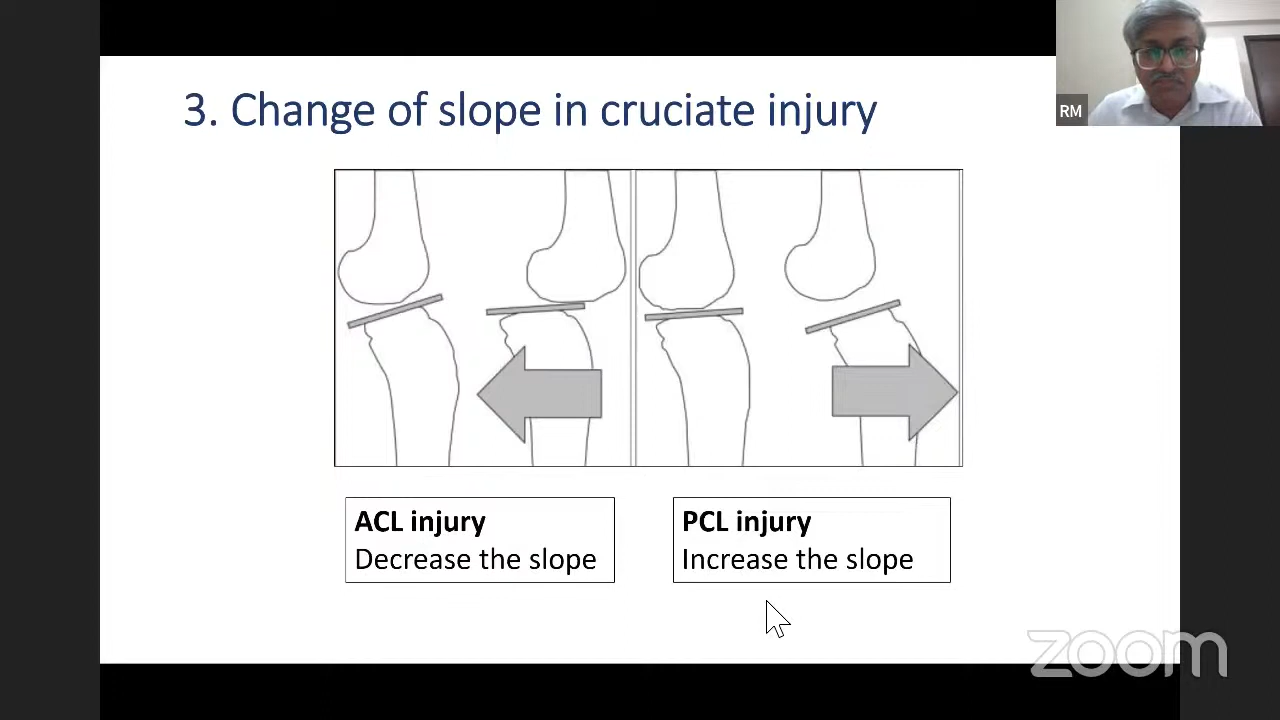 3. Change of slope in cruciate injury
RM
ACL injury
Decrease the slope
PCL injury
Increase the slope
zoom